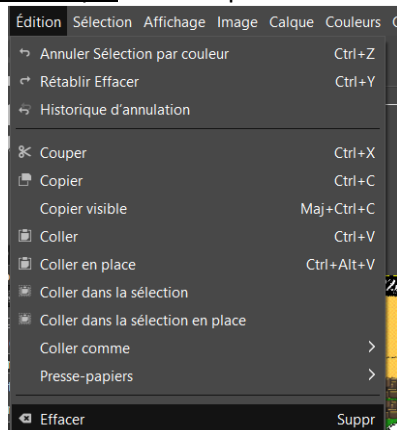 Édition Sélection Affichage Image Calque Couleurs
Annuler Sélection par couleur Ctrl+Z
Rétablir Effacer Ctrl+Y
Historique d'annulation
Couper Ctrl+X
Copier Ctrl+C
Copier visible Maj+Ctrl+C
Coller Ctrl+V
Coller en place Ctrl+Alt+V
Coller dans la sélection
Coller dans la sélection en place
Coller comme
Presse-papiers
Effacer Suppr